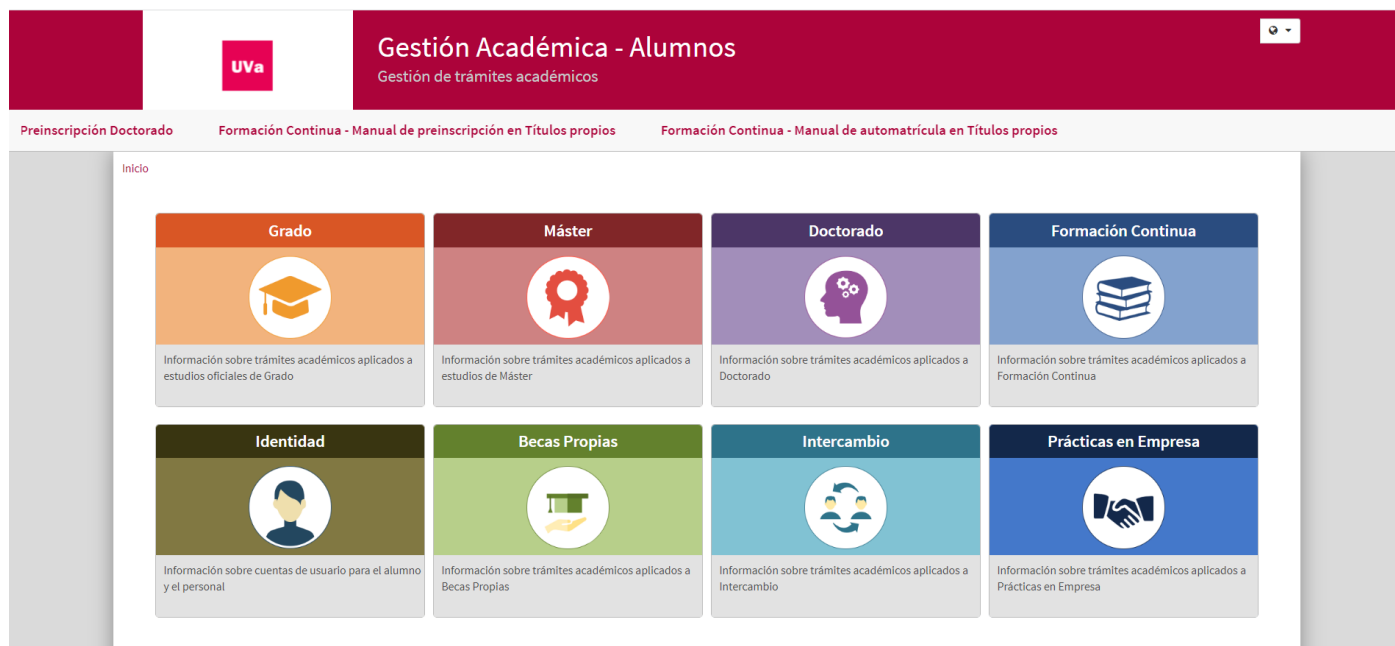 UVa
Gestión Académica - Alumnos
Gestión de trámites académicos
Preinscripción Doctorado
Formación Continua - Manual de preinscripción en Títulos propios
Formación Continua - Manual de automatrícula en Títulos propios
Inicio
Grado
Información sobre trámites académicos aplicados a
estudios oficiales de Grado
Máster
Información sobre trámites académicos aplicados a
estudios de Máster
Doctorado
Información sobre trámites académicos aplicados a
Doctorado
Formación Continua
Información sobre trámites académicos aplicados a
Formación Continua
Identidad
Información sobre cuentas de usuario para el alumno
y el personal
Becas Propias
Información sobre trámites académicos aplicados a
Becas Propias
Intercambio
Información sobre trámites académicos aplicados a
Intercambio
Prácticas en Empresa
Información sobre trámites académicos aplicados a
Prácticas en Empresa